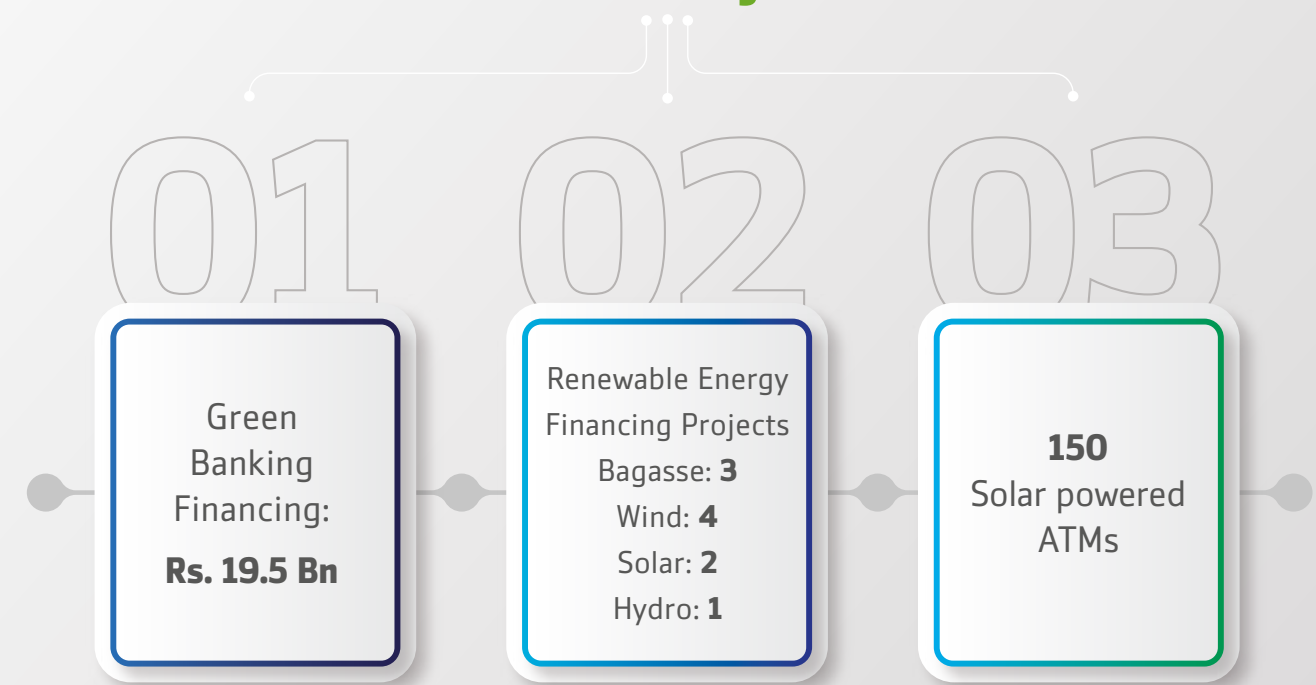 01
02
03
Green
Banking
Financing:
Rs. 19.5 Bn
Renewable Energy
Financing Projects
Bagasse: 3
Wind: 4
Solar: 2
Hydro: 1
150
Solar powered
ATMs